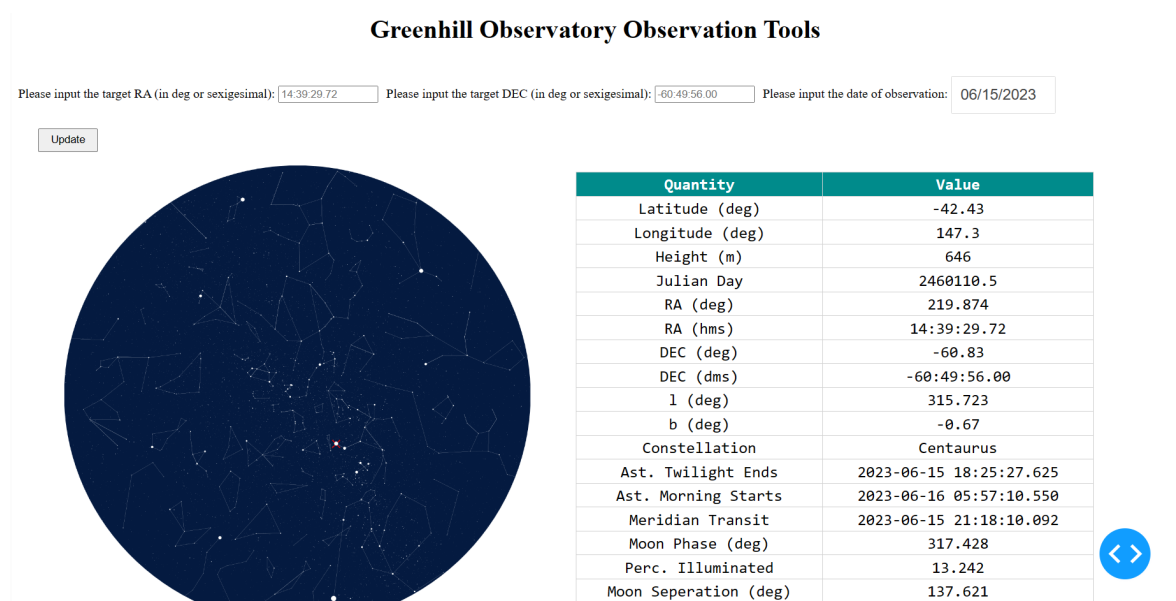 Greenhill Observatory Observation Tools
Please input the target RA (in deg or sexigesimal): 14:39:29.72 Please input the target DEC (in deg or sexigesimal): -60:49:56.00 Please input the date of observation: 06/15/2023
Update
Quantity Value
Latitude (deg) -42.43
Longitude (deg) 147.3
Height (m) 646
Julian Day 2460110.5
RA (deg) 219.874
RA (hms) 14:39:29.72
DEC (deg) -60.83
DEC (dms) -60:49:56.00
l (deg) 315.723
b (deg) -0.67
Constellation Centaurus
Ast. Twilight Ends 2023-06-15 18:25:27.625
Ast. Morning Starts 2023-06-16 05:57:10.550
Meridian Transit 2023-06-15 21:18:10.092
Moon Phase (deg) 317.428
Perc. Illuminated 13.242
Moon Seperation (deg) 137.621